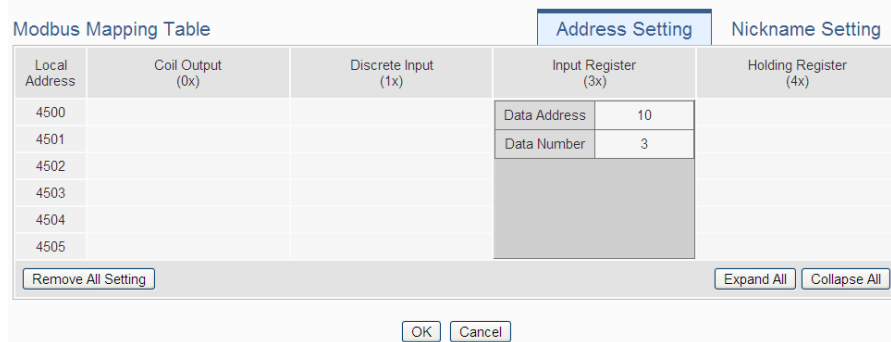 Modbus Mapping Table
Address Setting
Nickname Setting
Local Address
Coil Output (0x)
Discrete Input (1x)
Input Register (3x)
Holding Register (4x)
4500
Data Address 10
4501
Data Number 3
4502
4503
4504
4505
Remove All Setting
Expand All
Collapse All
OK
Cancel